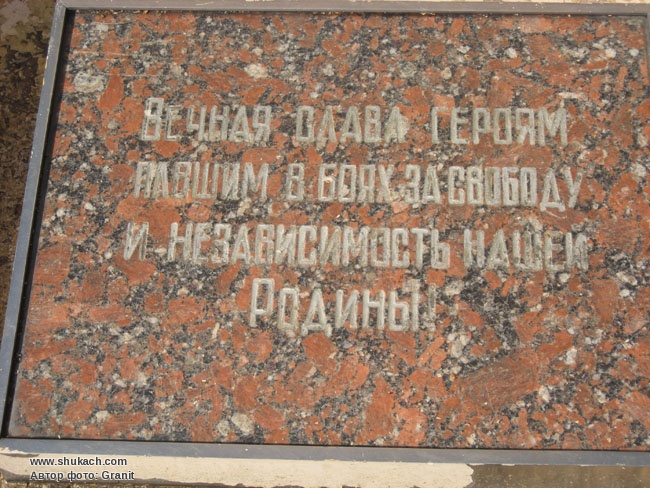 Вечная слава героям
павшим в боях за свободу
и независимость нашей
Родины!
www.shukach.com
Автор фото: Granit